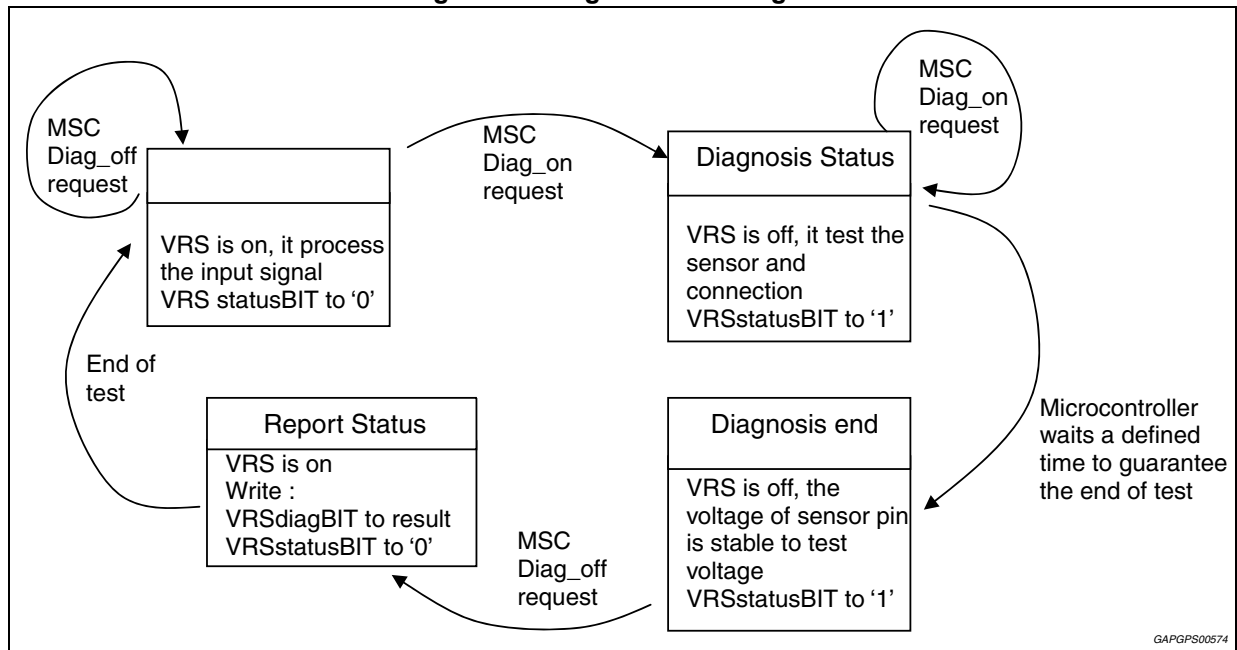 MSC
Diag_off
request
VRS is on, it process
the input signal
VRS statusBIT to ‘0’
MSC
Diag_on
request
Diagnosis Status
VRS is off, it test the
sensor and
connection
VRSstatusBIT to ‘1’
MSC
Diag_on
request
End of
test
Report Status
VRS is on
Write :
VRSdiagBIT to result
VRSstatusBIT to ‘0’
MSC
Diag_off
request
Diagnosis end
VRS is off, the
voltage of sensor pin
is stable to test
voltage
VRSstatusBIT to ‘1’
Microcontroller
waits a defined
time to guarantee
the end of test
GAPGPS00574